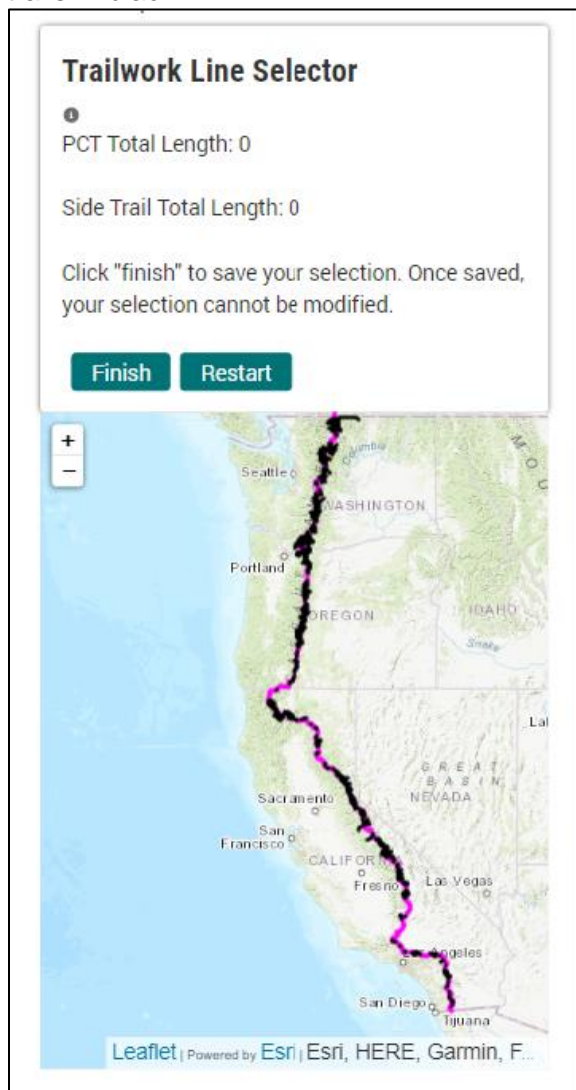 Trailwork Line Selector
PCT Total Length: 0
Side Trail Total Length: 0
Click "finish" to save your selection. Once saved,
your selection cannot be modified.
Finish
Restart
+
−
Seattle
Columbia
WASHINGTON
Portland
OREGON
IDAHO
Snake
GREAT
BASIN
Sacramento
NEVADA
San
Francisco
Fresno
Las Vegas
San Diego
Tijuana
Leaflet | Powered by Esri | Esri, HERE, Garmin, F...